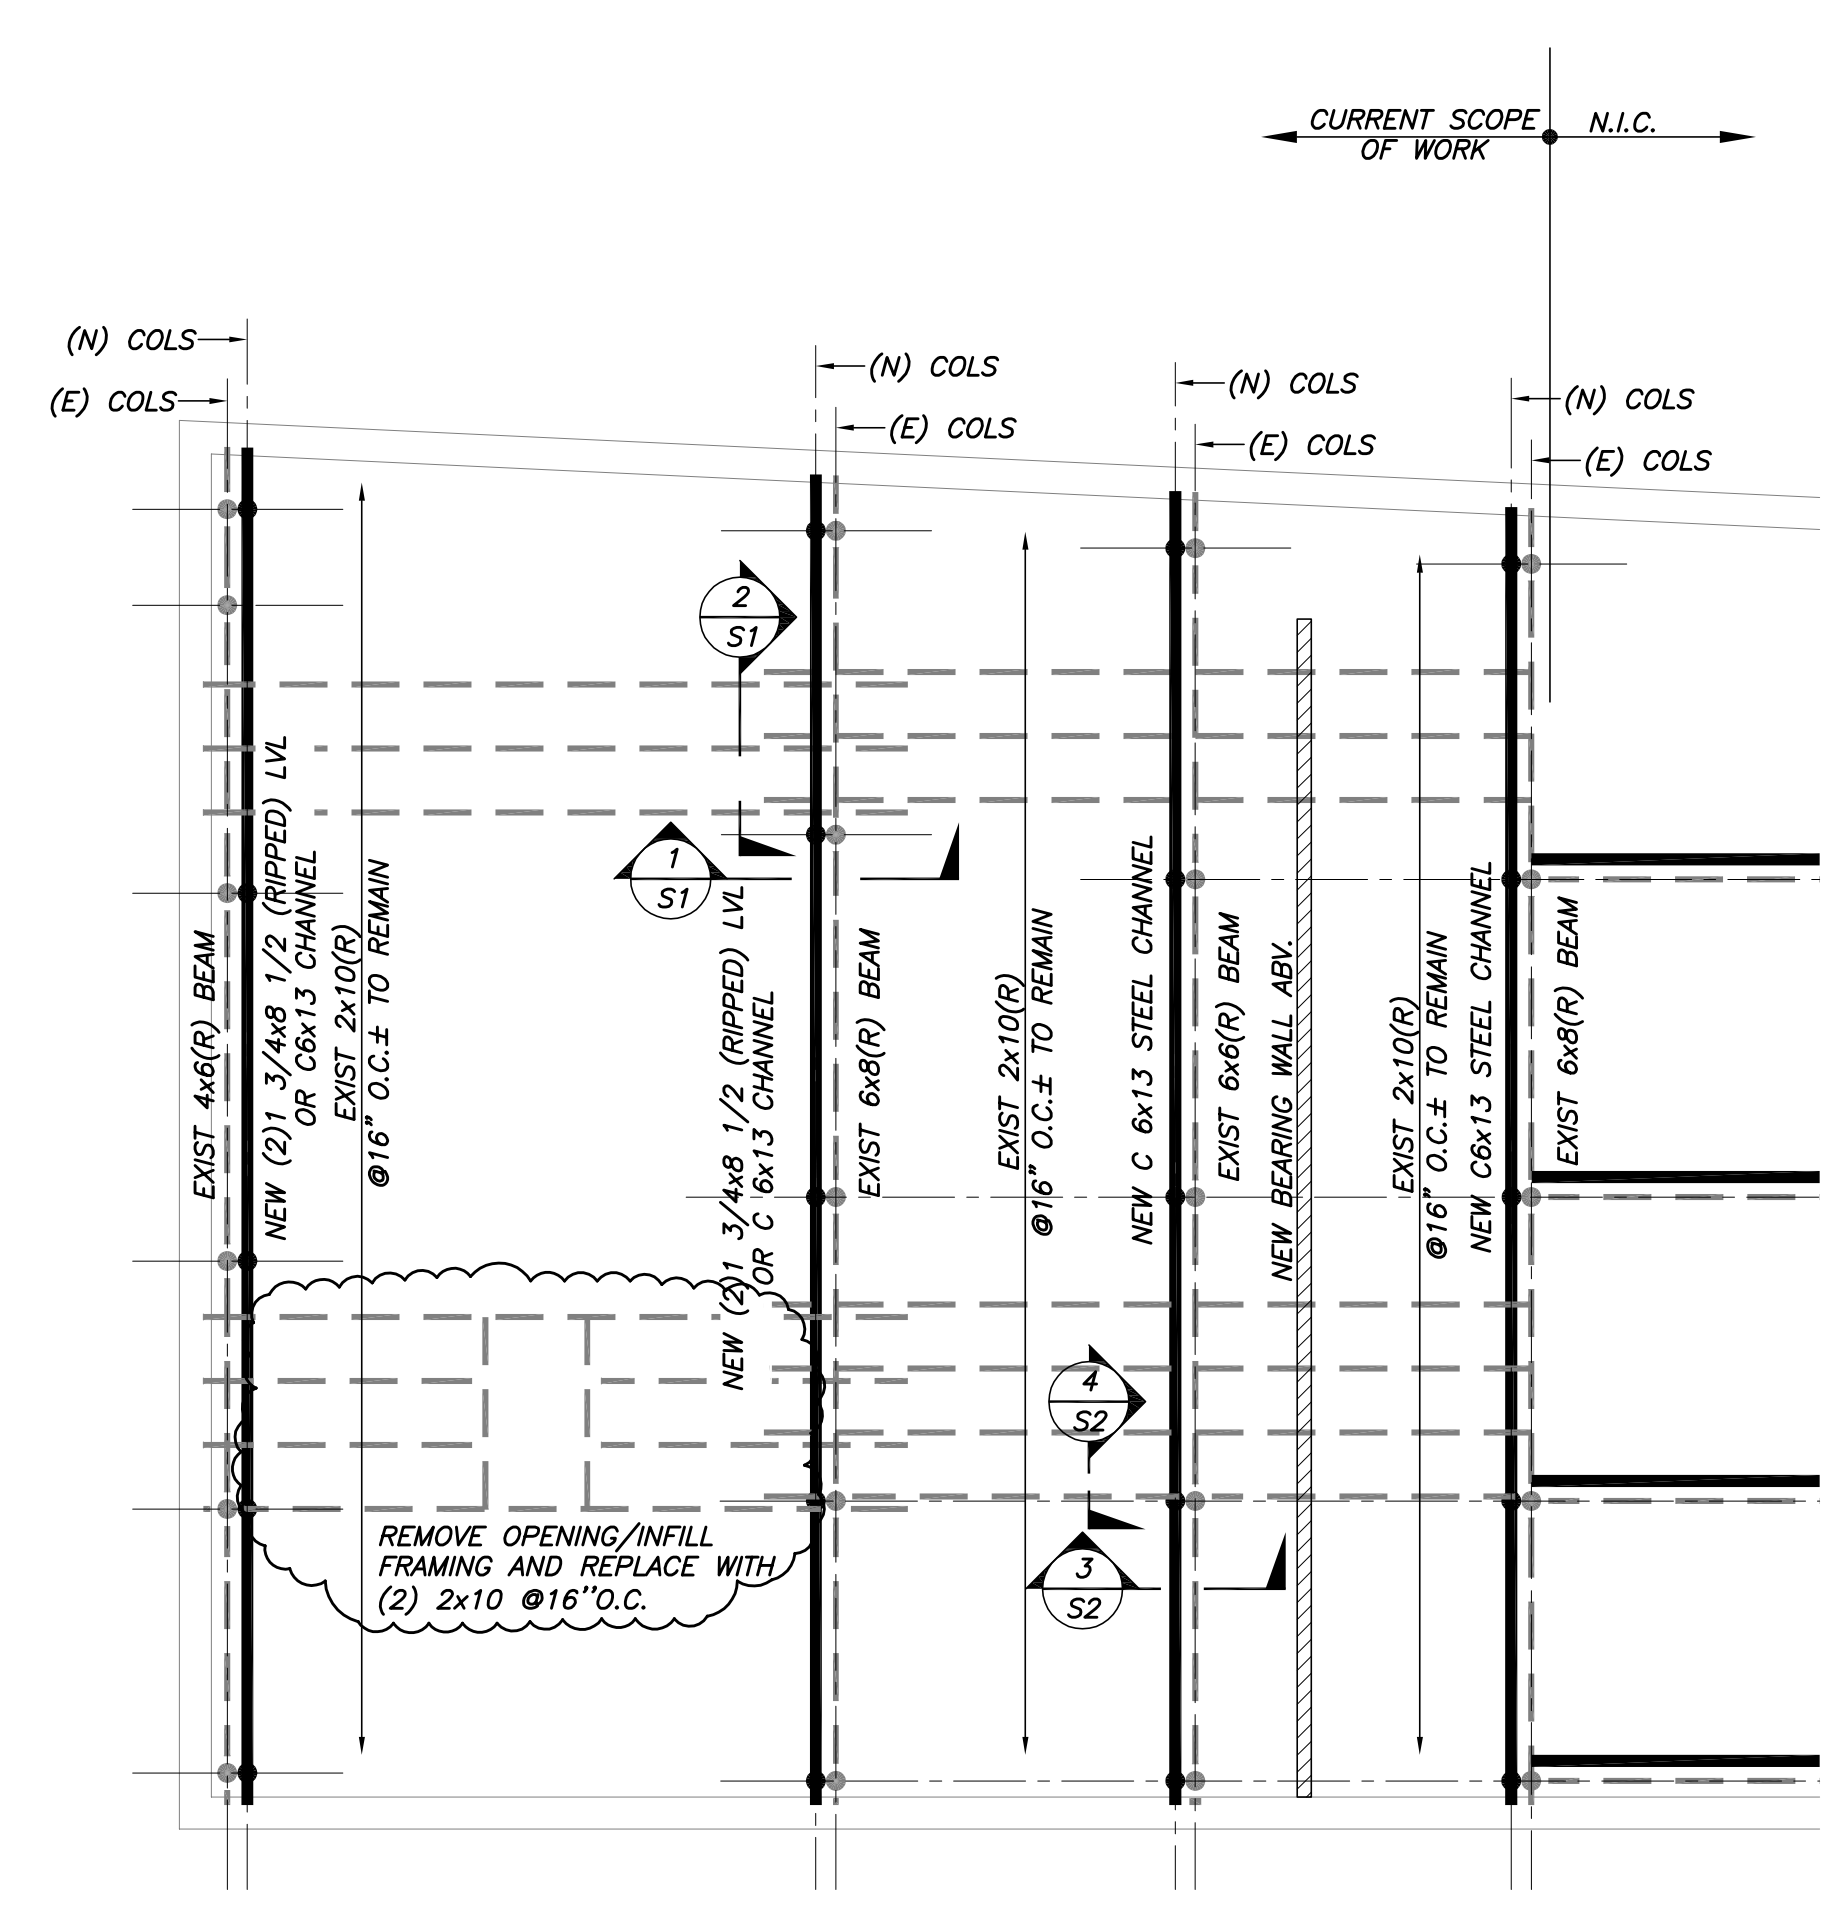 CURRENT SCOPE
OF WORK
N.I.C.
(N) COLS
(E) COLS
(N) COLS
(E) COLS
(N) COLS
(E) COLS
(N) COLS
(E) COLS
2
S1
1
S1
EXIST 4x6(R) BEAM
NEW (2)1 3/4x8 1/2 (RIPPED) LVL
OR C6x13 CHANNEL
EXIST 2x10(R)
@16" O.C.± TO REMAIN
NEW (2)1 3/4x8 1/2 (RIPPED) LVL
OR C 6x13 CHANNEL
EXIST 6x8(R) BEAM
EXIST 2x10(R)
@16" O.C.± TO REMAIN
NEW C 6x13 STEEL CHANNEL
EXIST 6x6(R) BEAM
NEW BEARING WALL ABV.
EXIST 2x10(R)
@16" O.C.± TO REMAIN
NEW C6x13 STEEL CHANNEL
EXIST 6x8(R) BEAM
4
S2
3
S2
REMOVE OPENING/INFILL
FRAMING AND REPLACE WITH
(2) 2x10 @16"O.C.